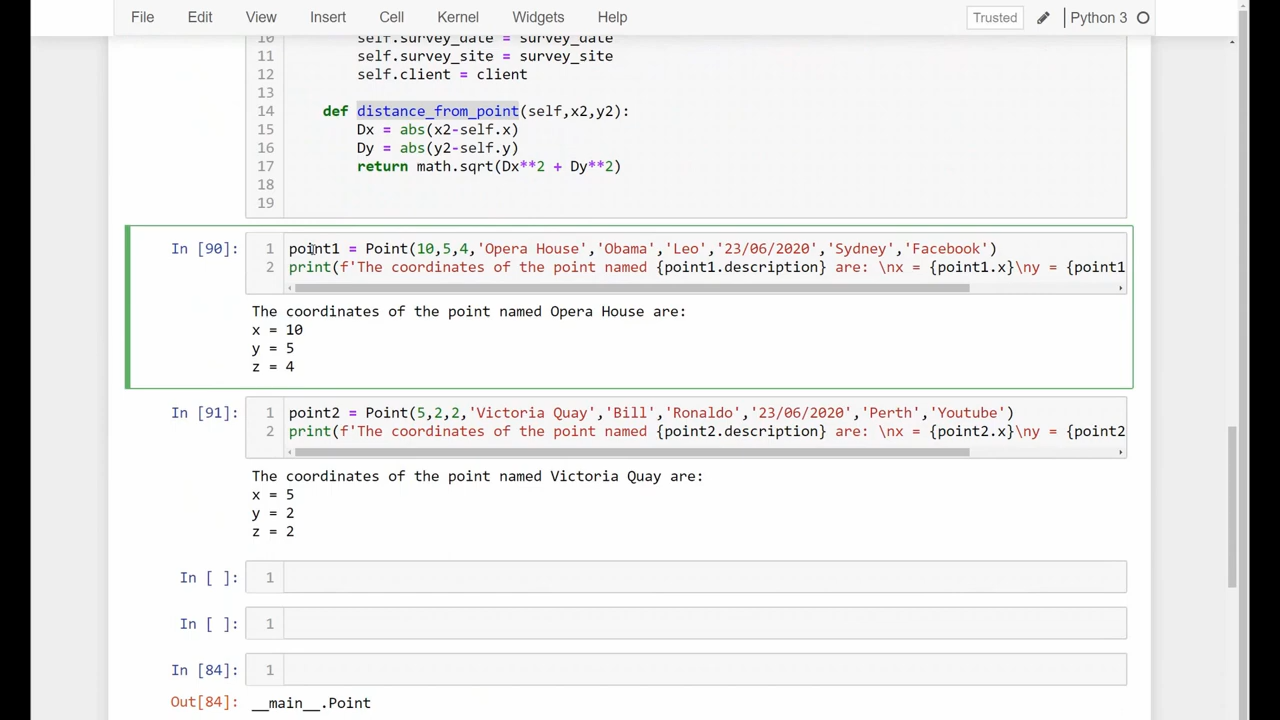 File Edit View Insert Cell Kernel Widgets Help Trusted Python 3
10 self.survey_date = survey_date
11 self.survey_site = survey_site
12 self.client = client
13
14 def distance_from_point(self,x2,y2):
15 Dx = abs(x2-self.x)
16 Dy = abs(y2-self.y)
17 return math.sqrt(Dx**2 + Dy**2)
18
19
In [90]: 1 point1 = Point(10,5,4,'Opera House','Obama','Leo','23/06/2020','Sydney','Facebook')
2 print(f'The coordinates of the point named {point1.description} are: \nx = {point1.x}\ny = {point1
The coordinates of the point named Opera House are:
x = 10
y = 5
z = 4
In [91]: 1 point2 = Point(5,2,2,'Victoria Quay','Bill','Ronaldo','23/06/2020','Perth','Youtube')
2 print(f'The coordinates of the point named {point2.description} are: \nx = {point2.x}\ny = {point2
The coordinates of the point named Victoria Quay are:
x = 5
y = 2
z = 2
In [ ]: 1
In [ ]: 1
In [84]: 1
Out[84]: __main__.Point